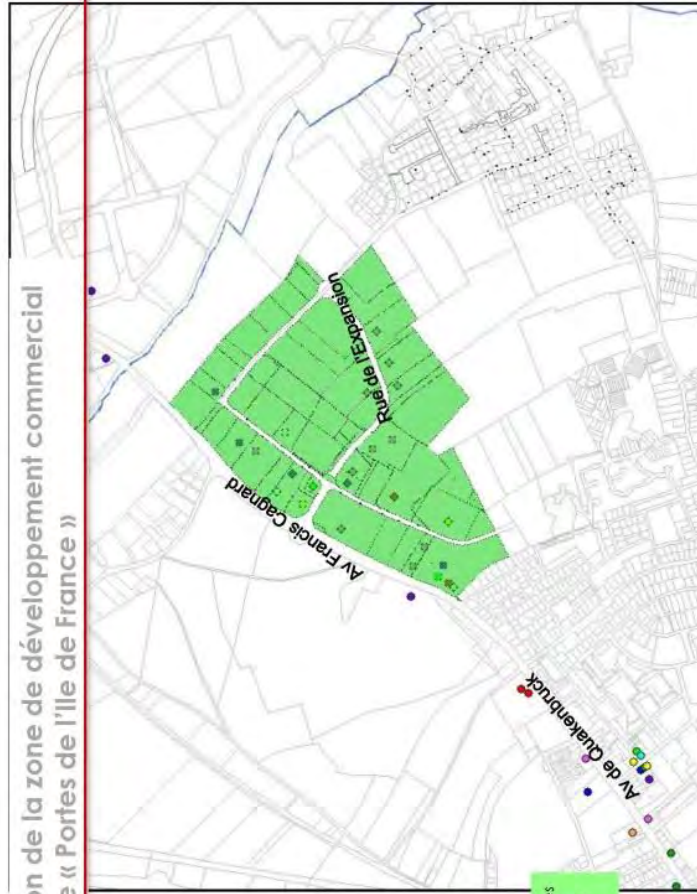 on de la zone de développement commercial
e « Portes de l'Ile de France »
Rue de l'Expansion
Av Francis Cagnard
Av de Quakenbruck
s